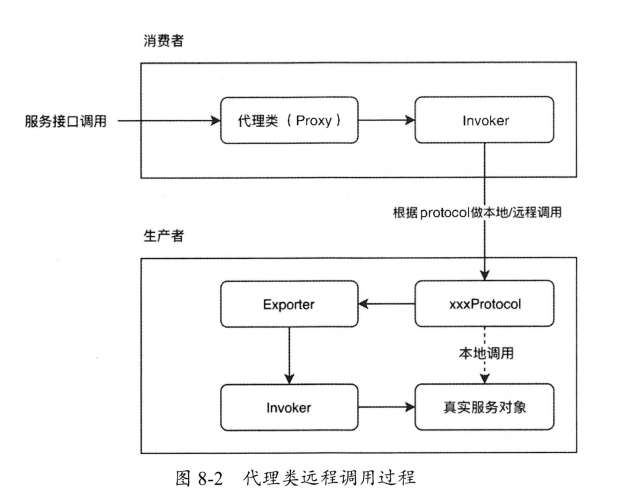 消费者
服务接口调用
代理类（Proxy）
Invoker
根据protocol做本地/远程调用
生产者
Exporter
xxxProtocol
本地调用
Invoker
真实服务对象
图 8-2 代理类远程调用过程